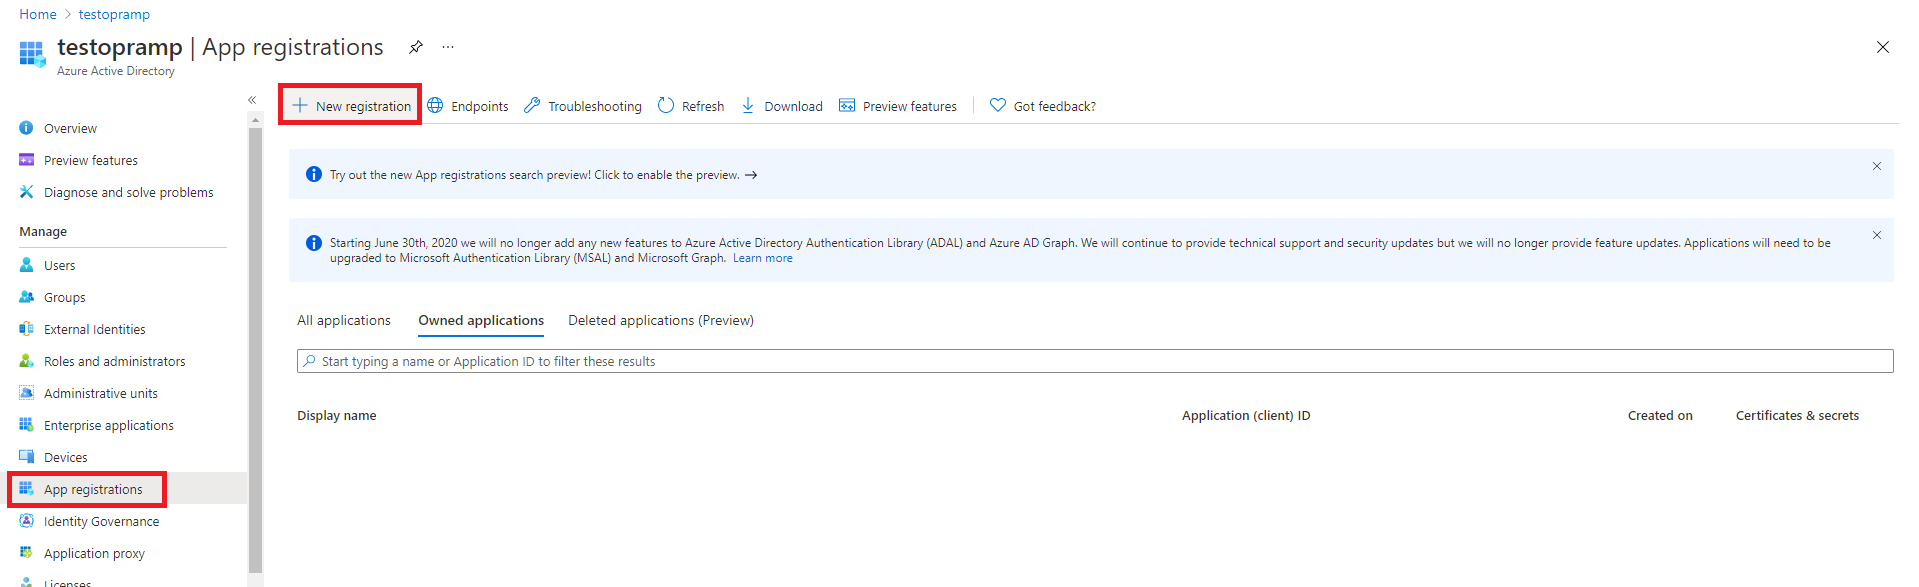 Home > testopramp
testopramp | App registrations
Azure Active Directory
Overview
Preview features
Diagnose and solve problems
Manage
Users
Groups
External Identities
Roles and administrators
Administrative units
Enterprise applications
Devices
App registrations
Identity Governance
Application proxy
Licenses
New registration Endpoints Troubleshooting Refresh Download Preview features Got feedback?
Try out the new App registrations search preview! Click to enable the preview. →
Starting June 30th, 2020 we will no longer add any new features to Azure Active Directory Authentication Library (ADAL) and Azure AD Graph. We will continue to provide technical support and security updates but we will no longer provide feature updates. Applications will need to be
upgraded to Microsoft Authentication Library (MSAL) and Microsoft Graph. Learn more
All applications Owned applications Deleted applications (Preview)
Start typing a name or Application ID to filter these results
Display name Application (client) ID Created on Certificates & secrets